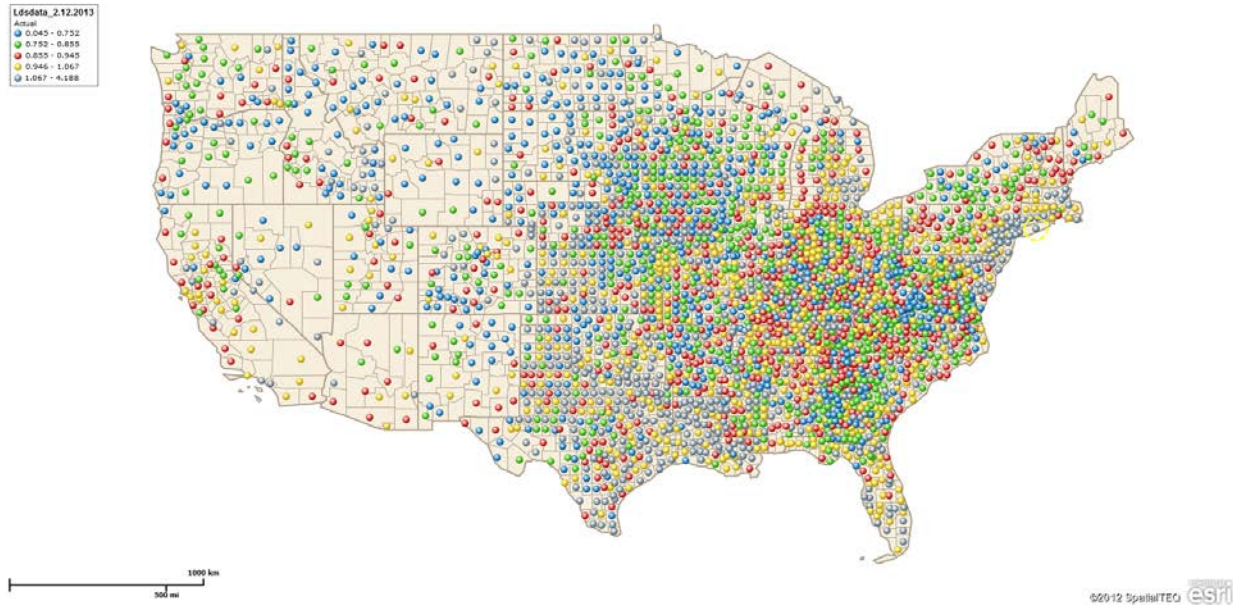 Ldsdata_2.12.2013
Actual
0.045 - 0.752
0.752 - 0.855
0.855 - 0.945
0.946 - 1.067
1.067 - 4.188
1000 km
500 mi
©2012 SpatialTEQ esri